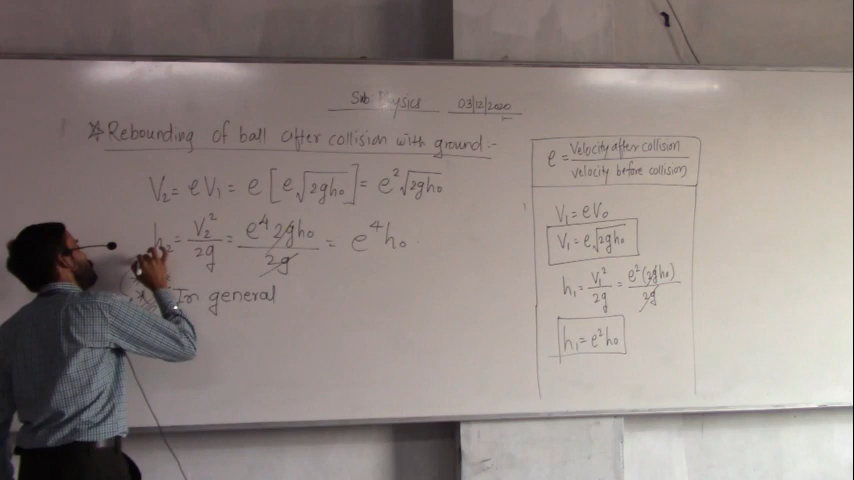 Sub Physics 03/12/2020
* Rebounding of ball after collision with ground:-
V₂ = eV₁ = e[e√2gh₀] = e²√2gh₀
h₂ = V₂²/2g = e⁴2gh₀/2g = e⁴h₀
In general
e = Velocity after collision / velocity before collision
V₁ = eV₀
V₁ = e√2gh₀
h₁ = V₁²/2g = e²(2gh₀)/2g
h₁ = e²h₀